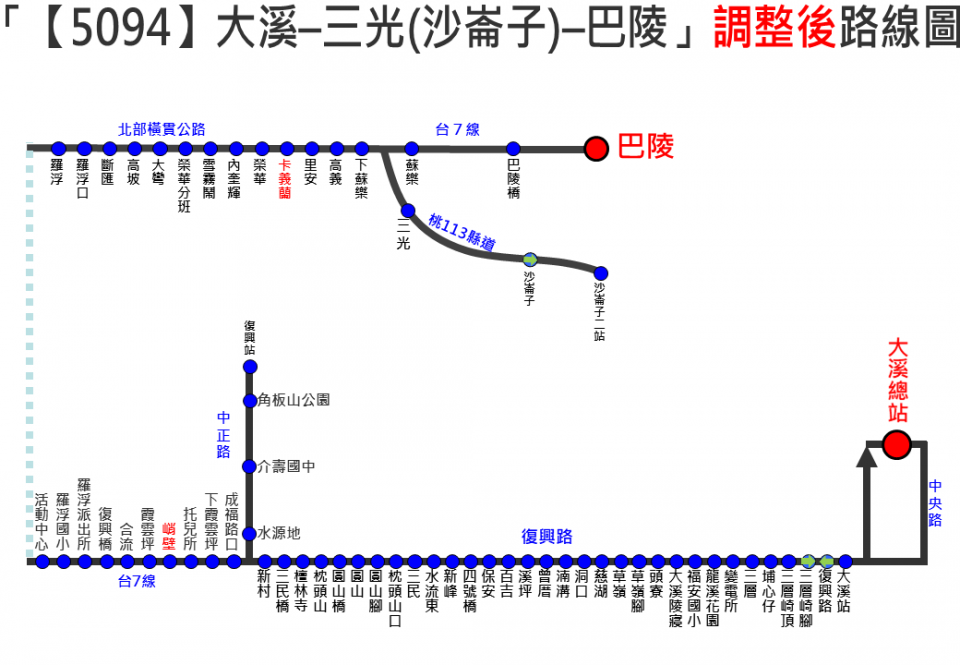 「【5094】大溪–三光(沙崙子)–巴陵」調整後路線圖
北部橫貫公路
台7線
巴陵
羅浮
羅浮口
斷匯
高坡
大彎
榮華分班
雪霧鬧
內奎輝
榮華
卡義蘭
里安
高義
下蘇樂
蘇樂
巴陵橋
三光
桃113縣道
沙崙子
沙崙子二站
復興站
角板山公園
中正路
介壽國中
水源地
大溪總站
中央路
活動中心
羅浮國小
羅浮派出所
復興橋
合流
霞雲坪
峭壁
托兒所
下霞雲坪
成福路口
台7線
復興路
新村
三民橋
檀林寺
枕頭山
圓山橋
圓山
圓山腳
枕頭山口
三民
水流東
新峰
四號橋
保安
百吉
溪坪
曾厝
湳溝
洞口
慈湖
草嶺
草嶺腳
頭寮
大溪陵寢
福安國小
龍溪花園
變電所
三層
埔心仔
三層崎頂
三層崎腳
復興路
大溪站